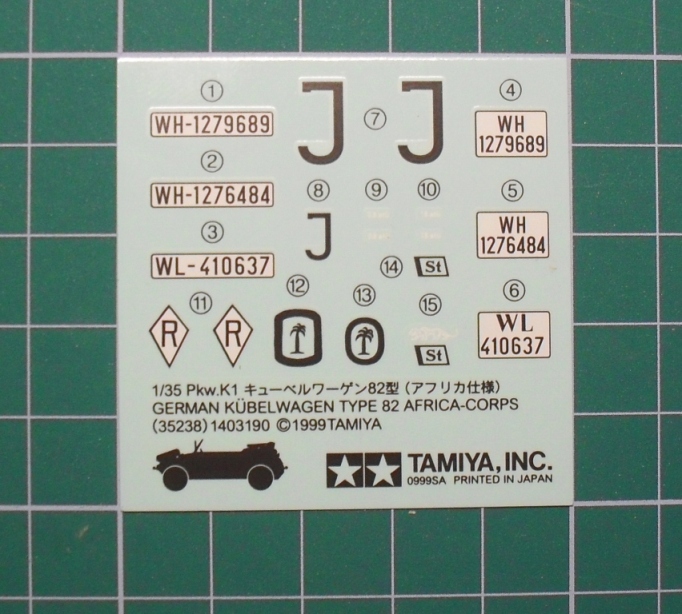 ① J ⑦ J ④
WH-1279689 WH
1279689
②
WH-1276484 ⑧ ⑨ ⑩ ⑤
J WH
1276484
③
WL-410637 ⑭ St
⑪ ⑫ ⑬ ⑮ ⑥
R R St WL
410637
1/35 Pkw.K1 キューベルワーゲン82型 (アフリカ仕様)
GERMAN KÜBELWAGEN TYPE 82 AFRICA-CORPS
(35238) 1403190 ©1999TAMIYA
TAMIYA, INC.
0999SA PRINTED IN JAPAN